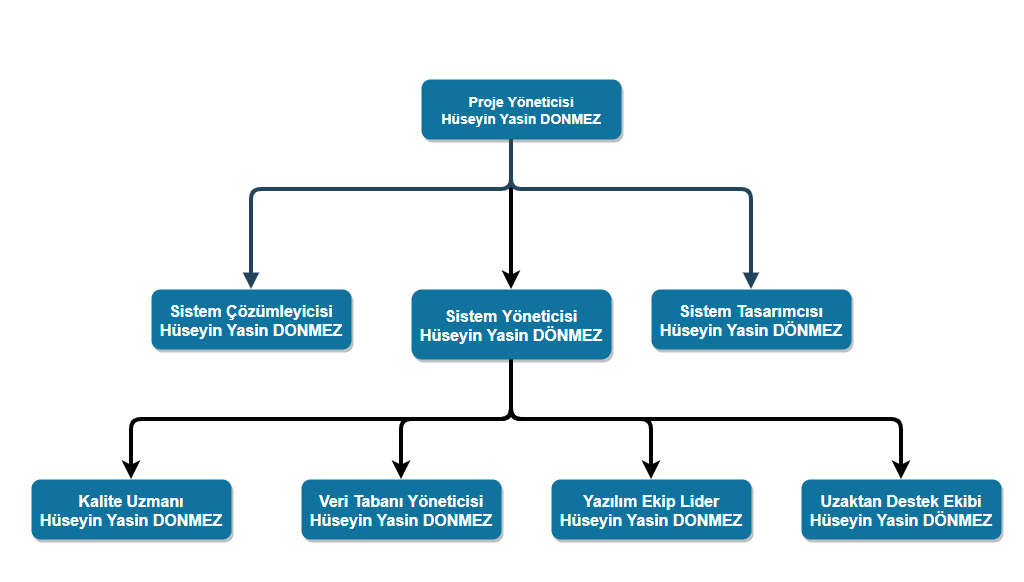 Proje Yöneticisi
Hüseyin Yasin DONMEZ
Sistem Çözümleyicisi
Hüseyin Yasin DONMEZ
Sistem Yöneticisi
Hüseyin Yasin DÖNMEZ
Sistem Tasarımcısı
Hüseyin Yasin DÖNMEZ
Kalite Uzmanı
Hüseyin Yasin DONMEZ
Veri Tabanı Yöneticisi
Hüseyin Yasin DONMEZ
Yazılım Ekip Lider
Hüseyin Yasin DONMEZ
Uzaktan Destek Ekibi
Hüseyin Yasin DÖNMEZ